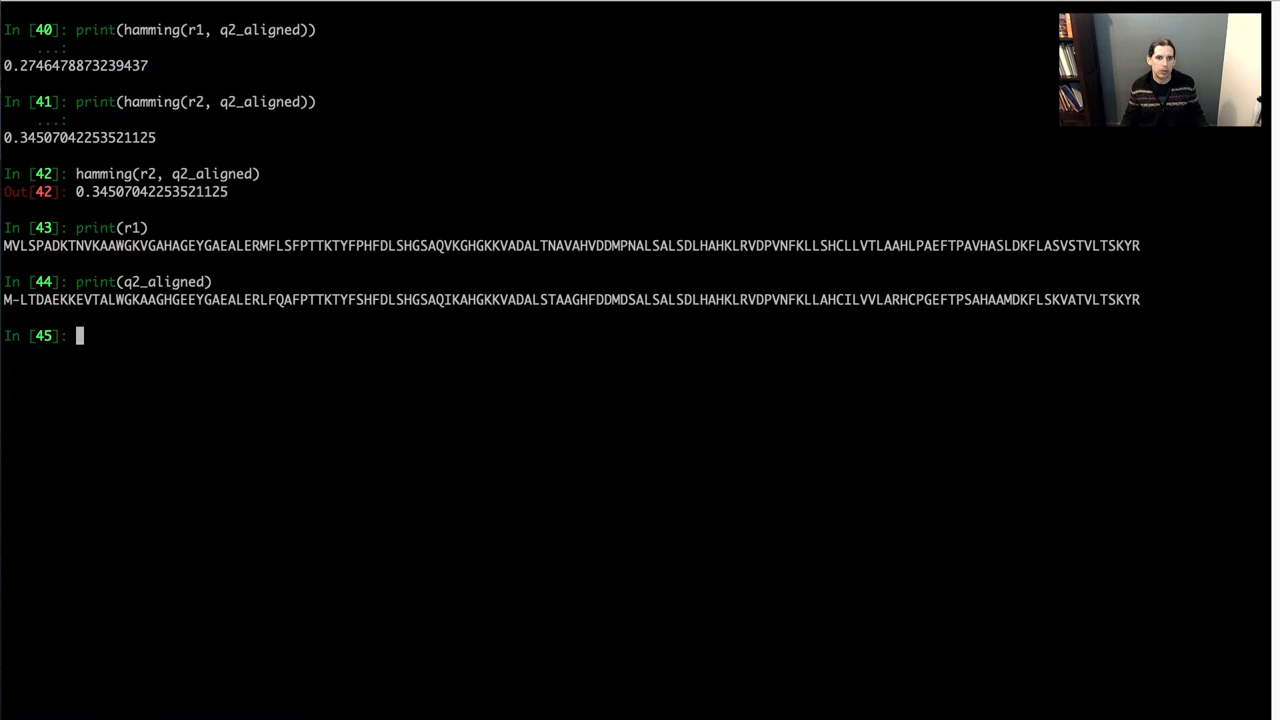 In [40]: print(hamming(r1, q2_aligned))
...:
0.2746478873239437
In [41]: print(hamming(r2, q2_aligned))
...:
0.34507042253521125
In [42]: hamming(r2, q2_aligned)
Out[42]: 0.34507042253521125
In [43]: print(r1)
MVLSPADKTNVKAAWGKVGAHAGEYGAEALERMFLSFPTTKTYFPHFDLSHGSAQVKGHGKKVADALTNAVAHVDDMPNALSALSDLHAHKLRVDPVNFKLLSHCLLVTLAAHLPAEFTPAVHASLDKFLASVSTVLTSKYR
In [44]: print(q2_aligned)
M-LTDAEKKEVTALWGKAAGHGEEYGAEALERLFQAFPTTKTYFSHFDLSHGSAQIKAHGKKVADALSTAAGHFDDMDSALSALSDLHAHKLRVDPVNFKLLAHCILVVLARHCPGEFTPSAHAAMDKFLSKVATVLTSKYR
In [45]: